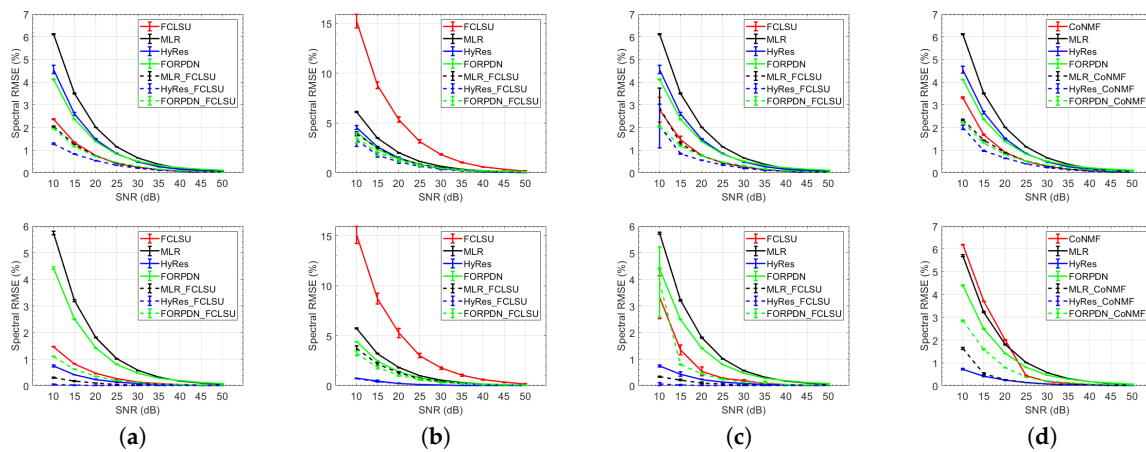 Spectral RMSE (%)
7
6
5
4
3
2
1
0
10 15 20 25 30 35 40 45 50
SNR (dB)
FCLSU
MLR
HyRes
FORPDN
MLR_FCLSU
HyRes_FCLSU
FORPDN_FCLSU
Spectral RMSE (%)
15
10
5
0
10 15 20 25 30 35 40 45 50
SNR (dB)
FCLSU
MLR
HyRes
FORPDN
MLR_FCLSU
HyRes_FCLSU
FORPDN_FCLSU
Spectral RMSE (%)
7
6
5
4
3
2
1
0
10 15 20 25 30 35 40 45 50
SNR (dB)
FCLSU
MLR
HyRes
FORPDN
MLR_FCLSU
HyRes_FCLSU
FORPDN_FCLSU
Spectral RMSE (%)
7
6
5
4
3
2
1
0
10 15 20 25 30 35 40 45 50
SNR (dB)
CoNMF
MLR
HyRes
FORPDN
MLR_CoNMF
HyRes_CoNMF
FORPDN_CoNMF
Spectral RMSE (%)
6
5
4
3
2
1
0
10 15 20 25 30 35 40 45 50
SNR (dB)
FCLSU
MLR
HyRes
FORPDN
MLR_FCLSU
HyRes_FCLSU
FORPDN_FCLSU
Spectral RMSE (%)
15
10
5
0
10 15 20 25 30 35 40 45 50
SNR (dB)
FCLSU
MLR
HyRes
FORPDN
MLR_FCLSU
HyRes_FCLSU
FORPDN_FCLSU
Spectral RMSE (%)
6
5
4
3
2
1
0
10 15 20 25 30 35 40 45 50
SNR (dB)
FCLSU
MLR
HyRes
FORPDN
MLR_FCLSU
HyRes_FCLSU
FORPDN_FCLSU
Spectral RMSE (%)
7
6
5
4
3
2
1
0
10 15 20 25 30 35 40 45 50
SNR (dB)
CoNMF
MLR
HyRes
FORPDN
MLR_CoNMF
HyRes_CoNMF
FORPDN_CoNMF
(a) (b) (c) (d)